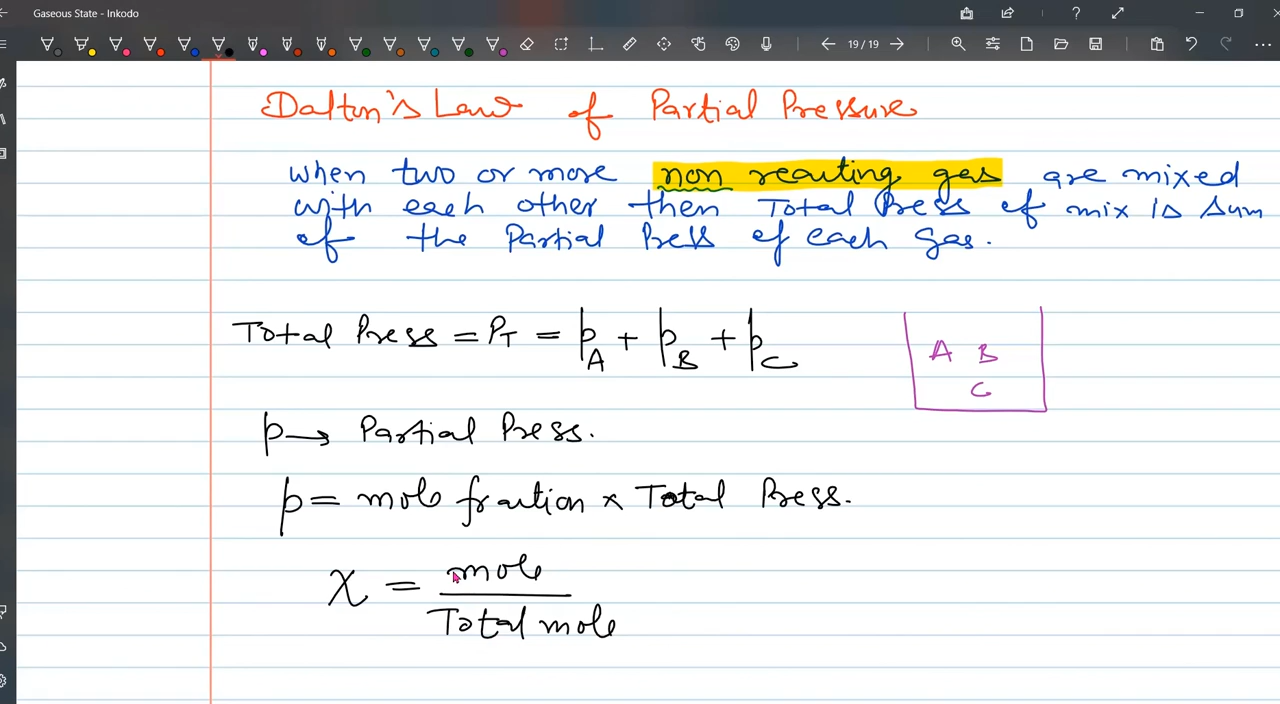 Gaseous State - Inkodo
19/19
Dalton's Law of Partial Pressure
when two or more non reacting gas are mixed
with each other then Total Press of mix is sum
of the Partial Press of each gas.
Total Press = PT = pA + pB + pC
A B
C
p → Partial Press.
p = mole fraction x Total Press.
χ = mole
Total mole